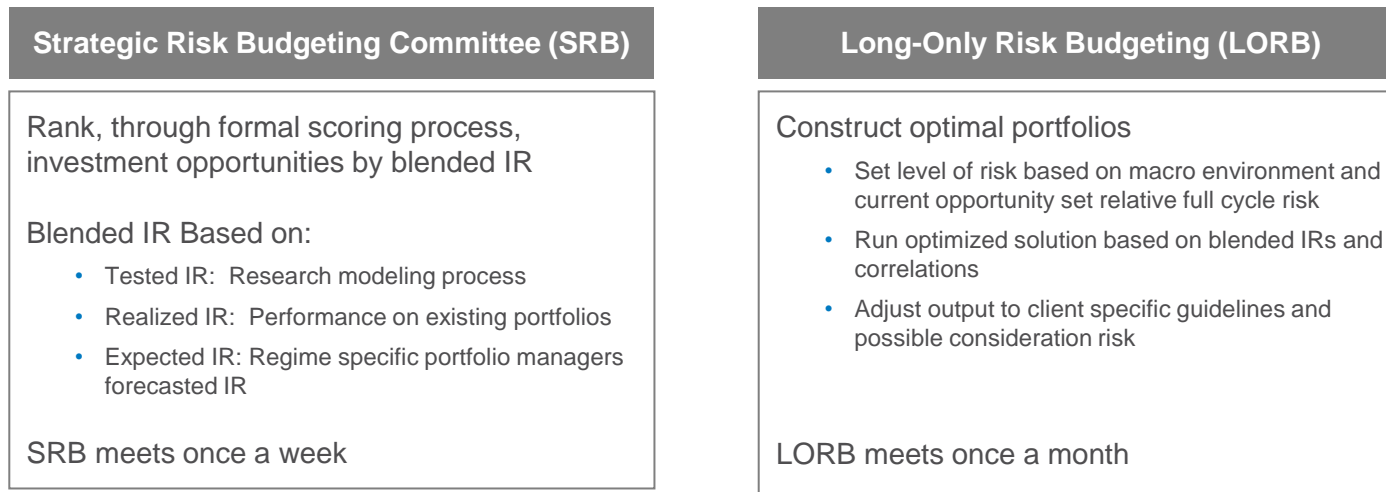 Strategic Risk Budgeting Committee (SRB)
Rank, through formal scoring process,
investment opportunities by blended IR
Blended IR Based on:
• Tested IR:  Research modeling process
• Realized IR:  Performance on existing portfolios
• Expected IR: Regime specific portfolio managers
forecasted IR
SRB meets once a week
Long-Only Risk Budgeting (LORB)
Construct optimal portfolios
• Set level of risk based on macro environment and
current opportunity set relative full cycle risk
• Run optimized solution based on blended IRs and
correlations
• Adjust output to client specific guidelines and
possible consideration risk
LORB meets once a month